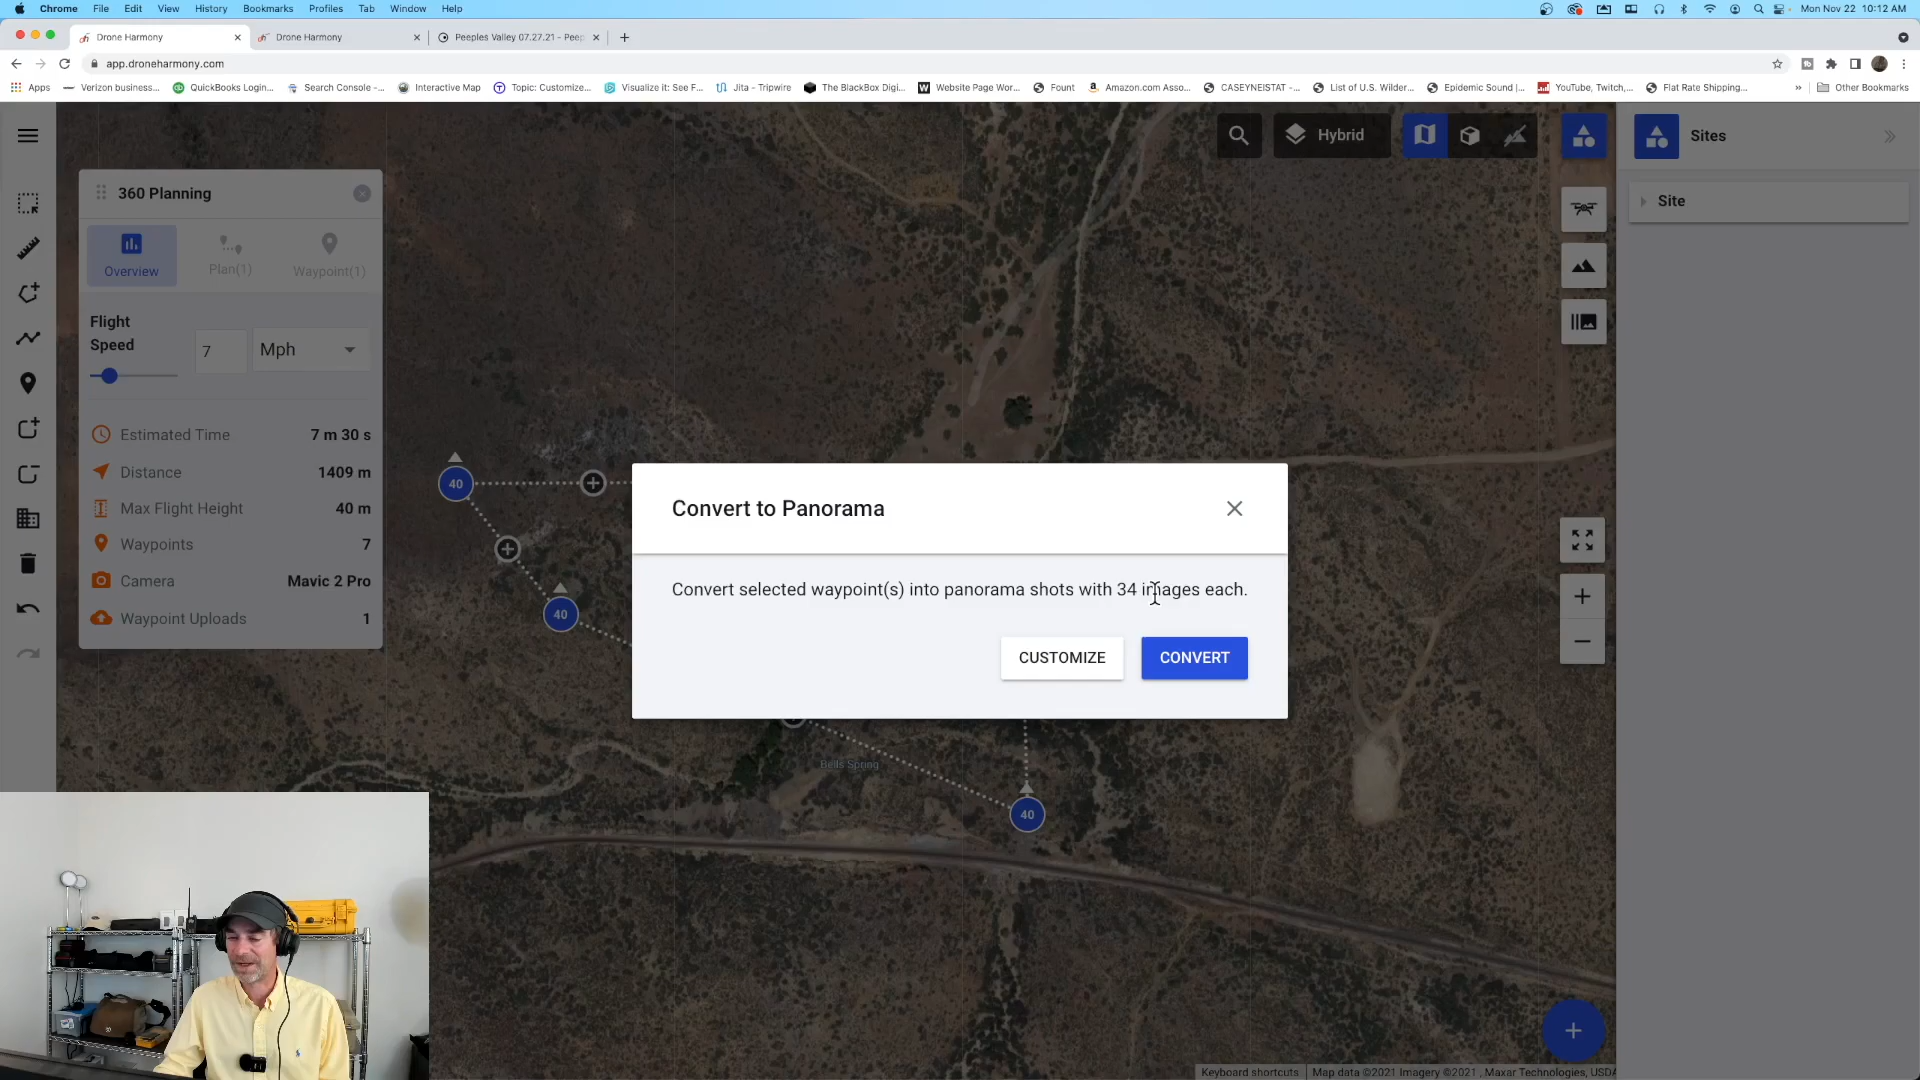 Chrome File Edit View History Bookmarks Profiles Tab Window Help Mon Nov 22 10:12 AM
Drone Harmony Drone Harmony Peeples Valley 07.27.21 - Peep
app.droneharmony.com
Apps Verizon business... QuickBooks Login... Search Console -... Interactive Map Topic: Customize... Visualize it: See F... Jita - Tripwire The BlackBox Digi... Website Page Wor... Fount Amazon.com Asso... CASEYNEISTAT -... List of U.S. Wilder... Epidemic Sound |... YouTube, Twitch,... Flat Rate Shipping... » Other Bookmarks
Hybrid
Sites
Site
360 Planning
Overview Plan(1) Waypoint(1)
Flight
Speed
7 Mph
Estimated Time 7 m 30 s
Distance 1409 m
Max Flight Height 40 m
Waypoints 7
Camera Mavic 2 Pro
Waypoint Uploads 1
40
40
Convert to Panorama
Convert selected waypoint(s) into panorama shots with 34 images each.
CUSTOMIZE CONVERT
Bells Spring
40
Keyboard shortcuts Map data ©2021 Imagery ©2021 , Maxar Technologies, USDA